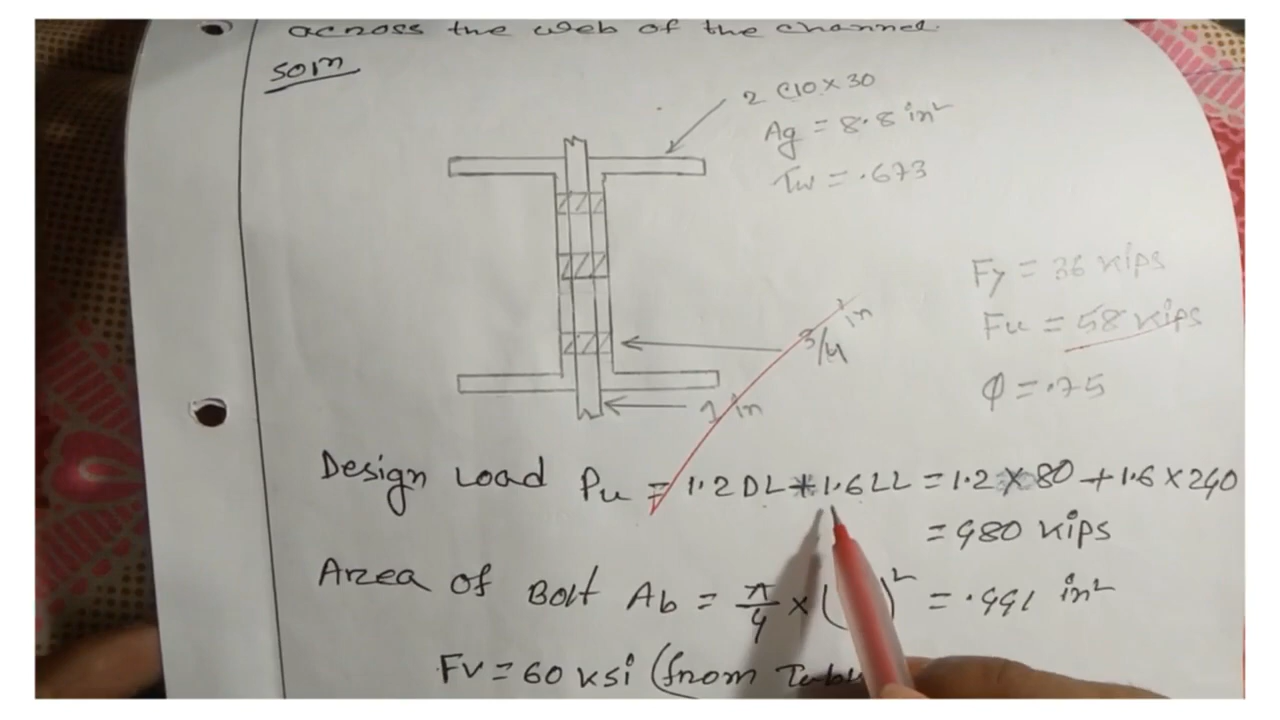 across the web of the channel.
Soln
2 C10 x 30
Ag = 8.8 in²
Tw = .673
Fy = 36 kips
Fu = 58 kips
3/4 in
φ = .75
1 in
Design Load Pu = 1.2DL + 1.6LL = 1.2 × 80 + 1.6 × 240
= 480 kips
Area of Bolt Ab = π/4 × ( )² = .441 in²
Fv = 60 ksi (from